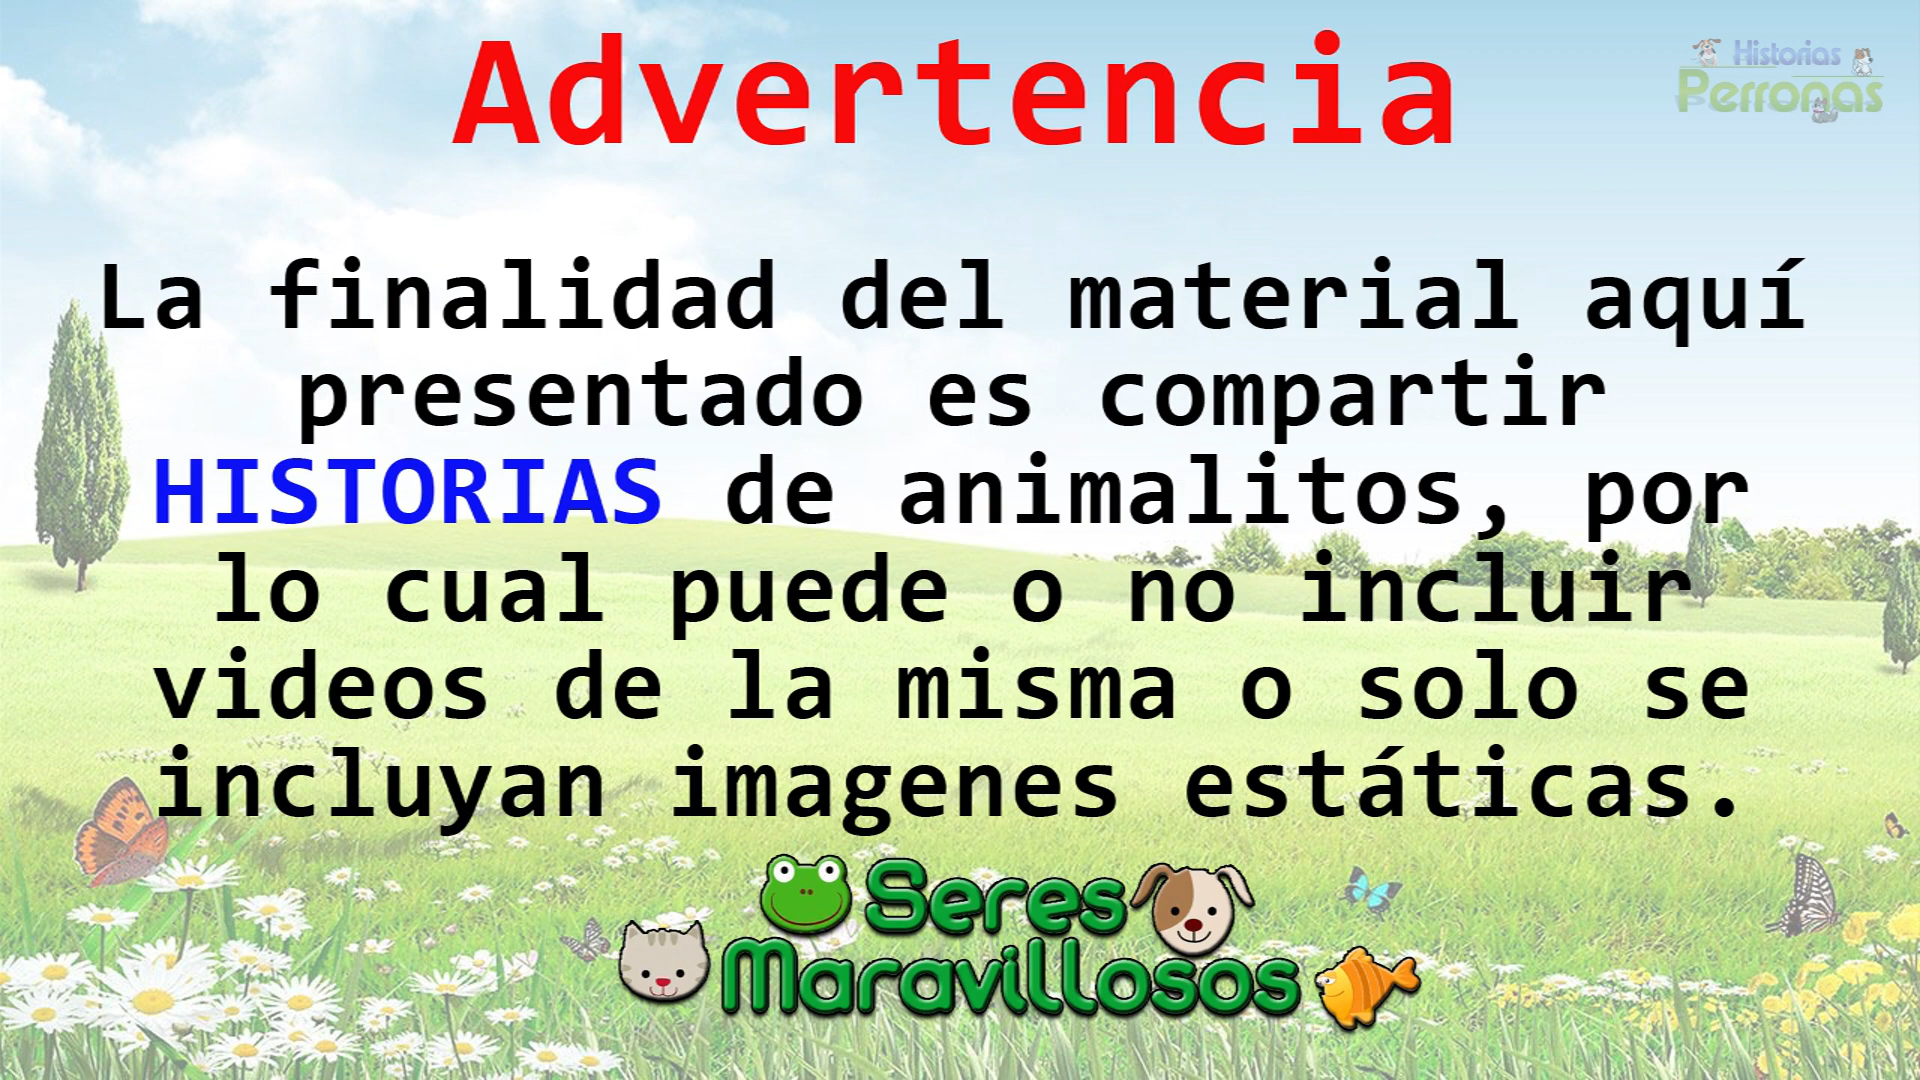 Advertencia
Historias
Perronas
La finalidad del material aquí
presentado es compartir
HISTORIAS de animalitos, por
lo cual puede o no incluir
videos de la misma o solo se
incluyan imagenes estáticas.
Seres
Maravillosos